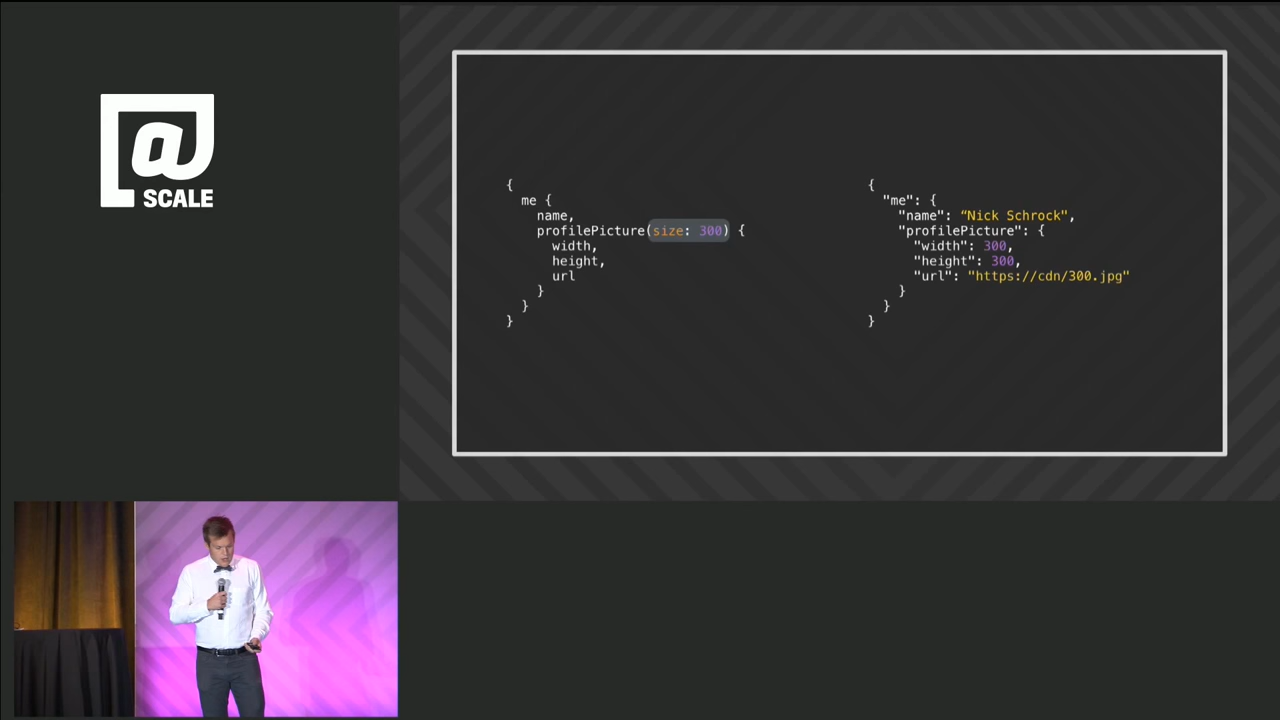 @
SCALE
{
  me {
    name,
    profilePicture(size: 300) {
      width,
      height,
      url
    }
  }
}
{
  "me": {
    "name": “Nick Schrock",
    "profilePicture": {
      "width": 300,
      "height": 300,
      "url": "https://cdn/300.jpg"
    }
  }
}